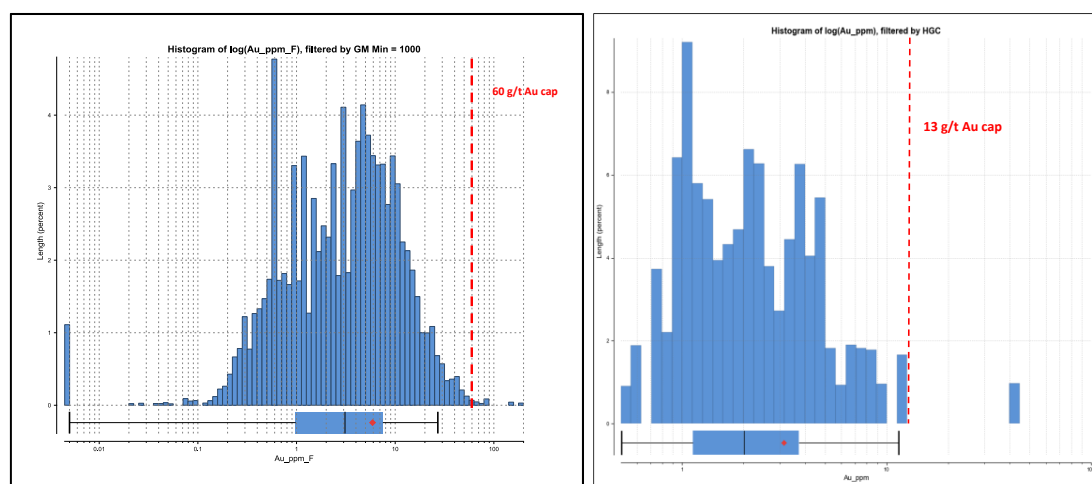 Histogram of log(Au_ppm_F), filtered by GM Min = 1000
60 g/t Au cap
Length (percent)
4
3
2
1
0
0.01 0.1 1 10 100
Au_ppm_F
Histogram of log(Au_ppm), filtered by HGC
13 g/t Au cap
Length (percent)
8
6
4
2
0
1 10
Au_ppm